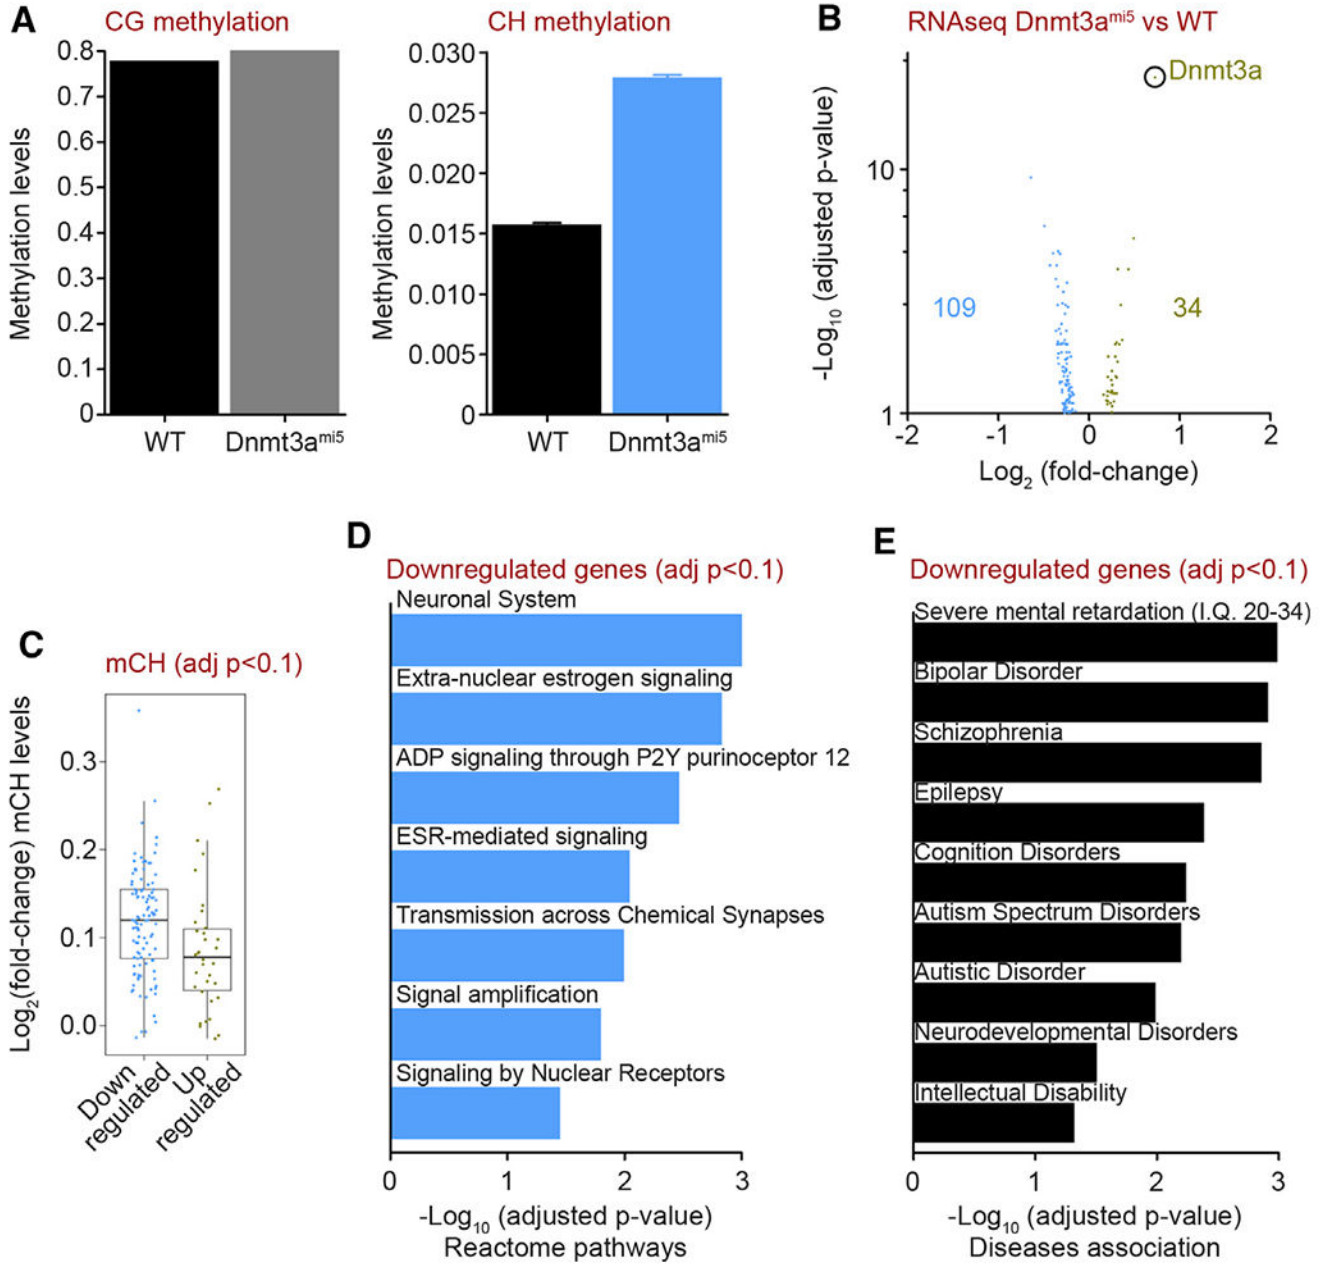 A
CG methylation
Methylation levels
0.8
0.7
0.6
0.5
0.4
0.3
0.2
0.1
0
WT
Dnmt3a^mi5
CH methylation
Methylation levels
0.030
0.025
0.020
0.015
0.010
0.005
0
WT
Dnmt3a^mi5
B
RNAseq Dnmt3a^mi5 vs WT
-Log10 (adjusted p-value)
10
1
Dnmt3a
109
34
-2
-1
0
1
2
Log2 (fold-change)
C
mCH (adj p<0.1)
Log2(fold-change) mCH levels
0.3
0.2
0.1
0.0
Down
regulated
Up
regulated
D
Downregulated genes (adj p<0.1)
Neuronal System
Extra-nuclear estrogen signaling
ADP signaling through P2Y purinoceptor 12
ESR-mediated signaling
Transmission across Chemical Synapses
Signal amplification
Signaling by Nuclear Receptors
0
1
2
3
-Log10 (adjusted p-value)
Reactome pathways
E
Downregulated genes (adj p<0.1)
Severe mental retardation (I.Q. 20-34)
Bipolar Disorder
Schizophrenia
Epilepsy
Cognition Disorders
Autism Spectrum Disorders
Autistic Disorder
Neurodevelopmental Disorders
Intellectual Disability
0
1
2
3
-Log10 (adjusted p-value)
Diseases association